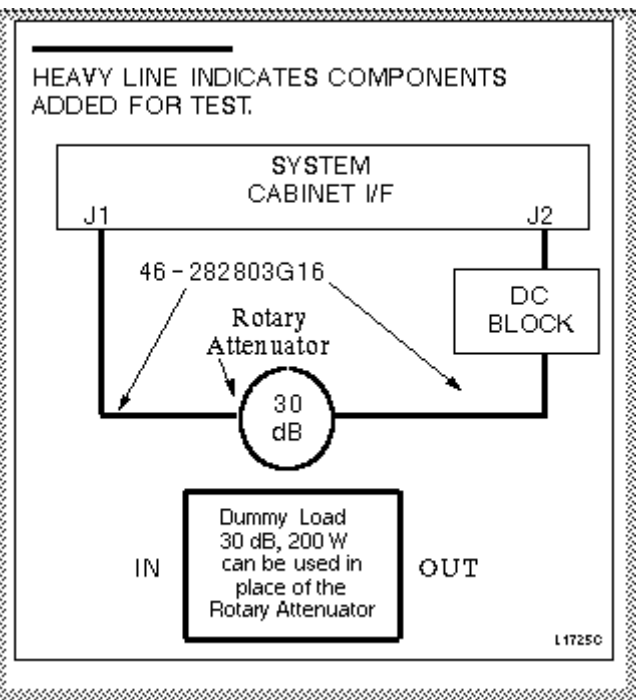 HEAVY LINE INDICATES COMPONENTS
ADDED FOR TEST.
SYSTEM
CABINET I/F
J1
J2
46-282803G16
DC
BLOCK
Rotary
Attenuator
30
dB
Dummy Load
30 dB, 200 W
can be used in
place of the
Rotary Attenuator
IN
OUT
L1725C